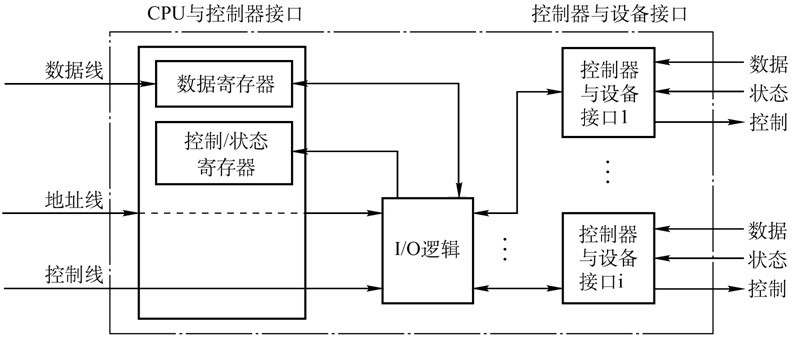 CPU与控制器接口
控制器与设备接口
数据线
数据寄存器
控制/状态
寄存器
地址线
控制线
I/O逻辑
控制器
与设备
接口1
数据
状态
控制
控制器
与设备
接口i
数据
状态
控制